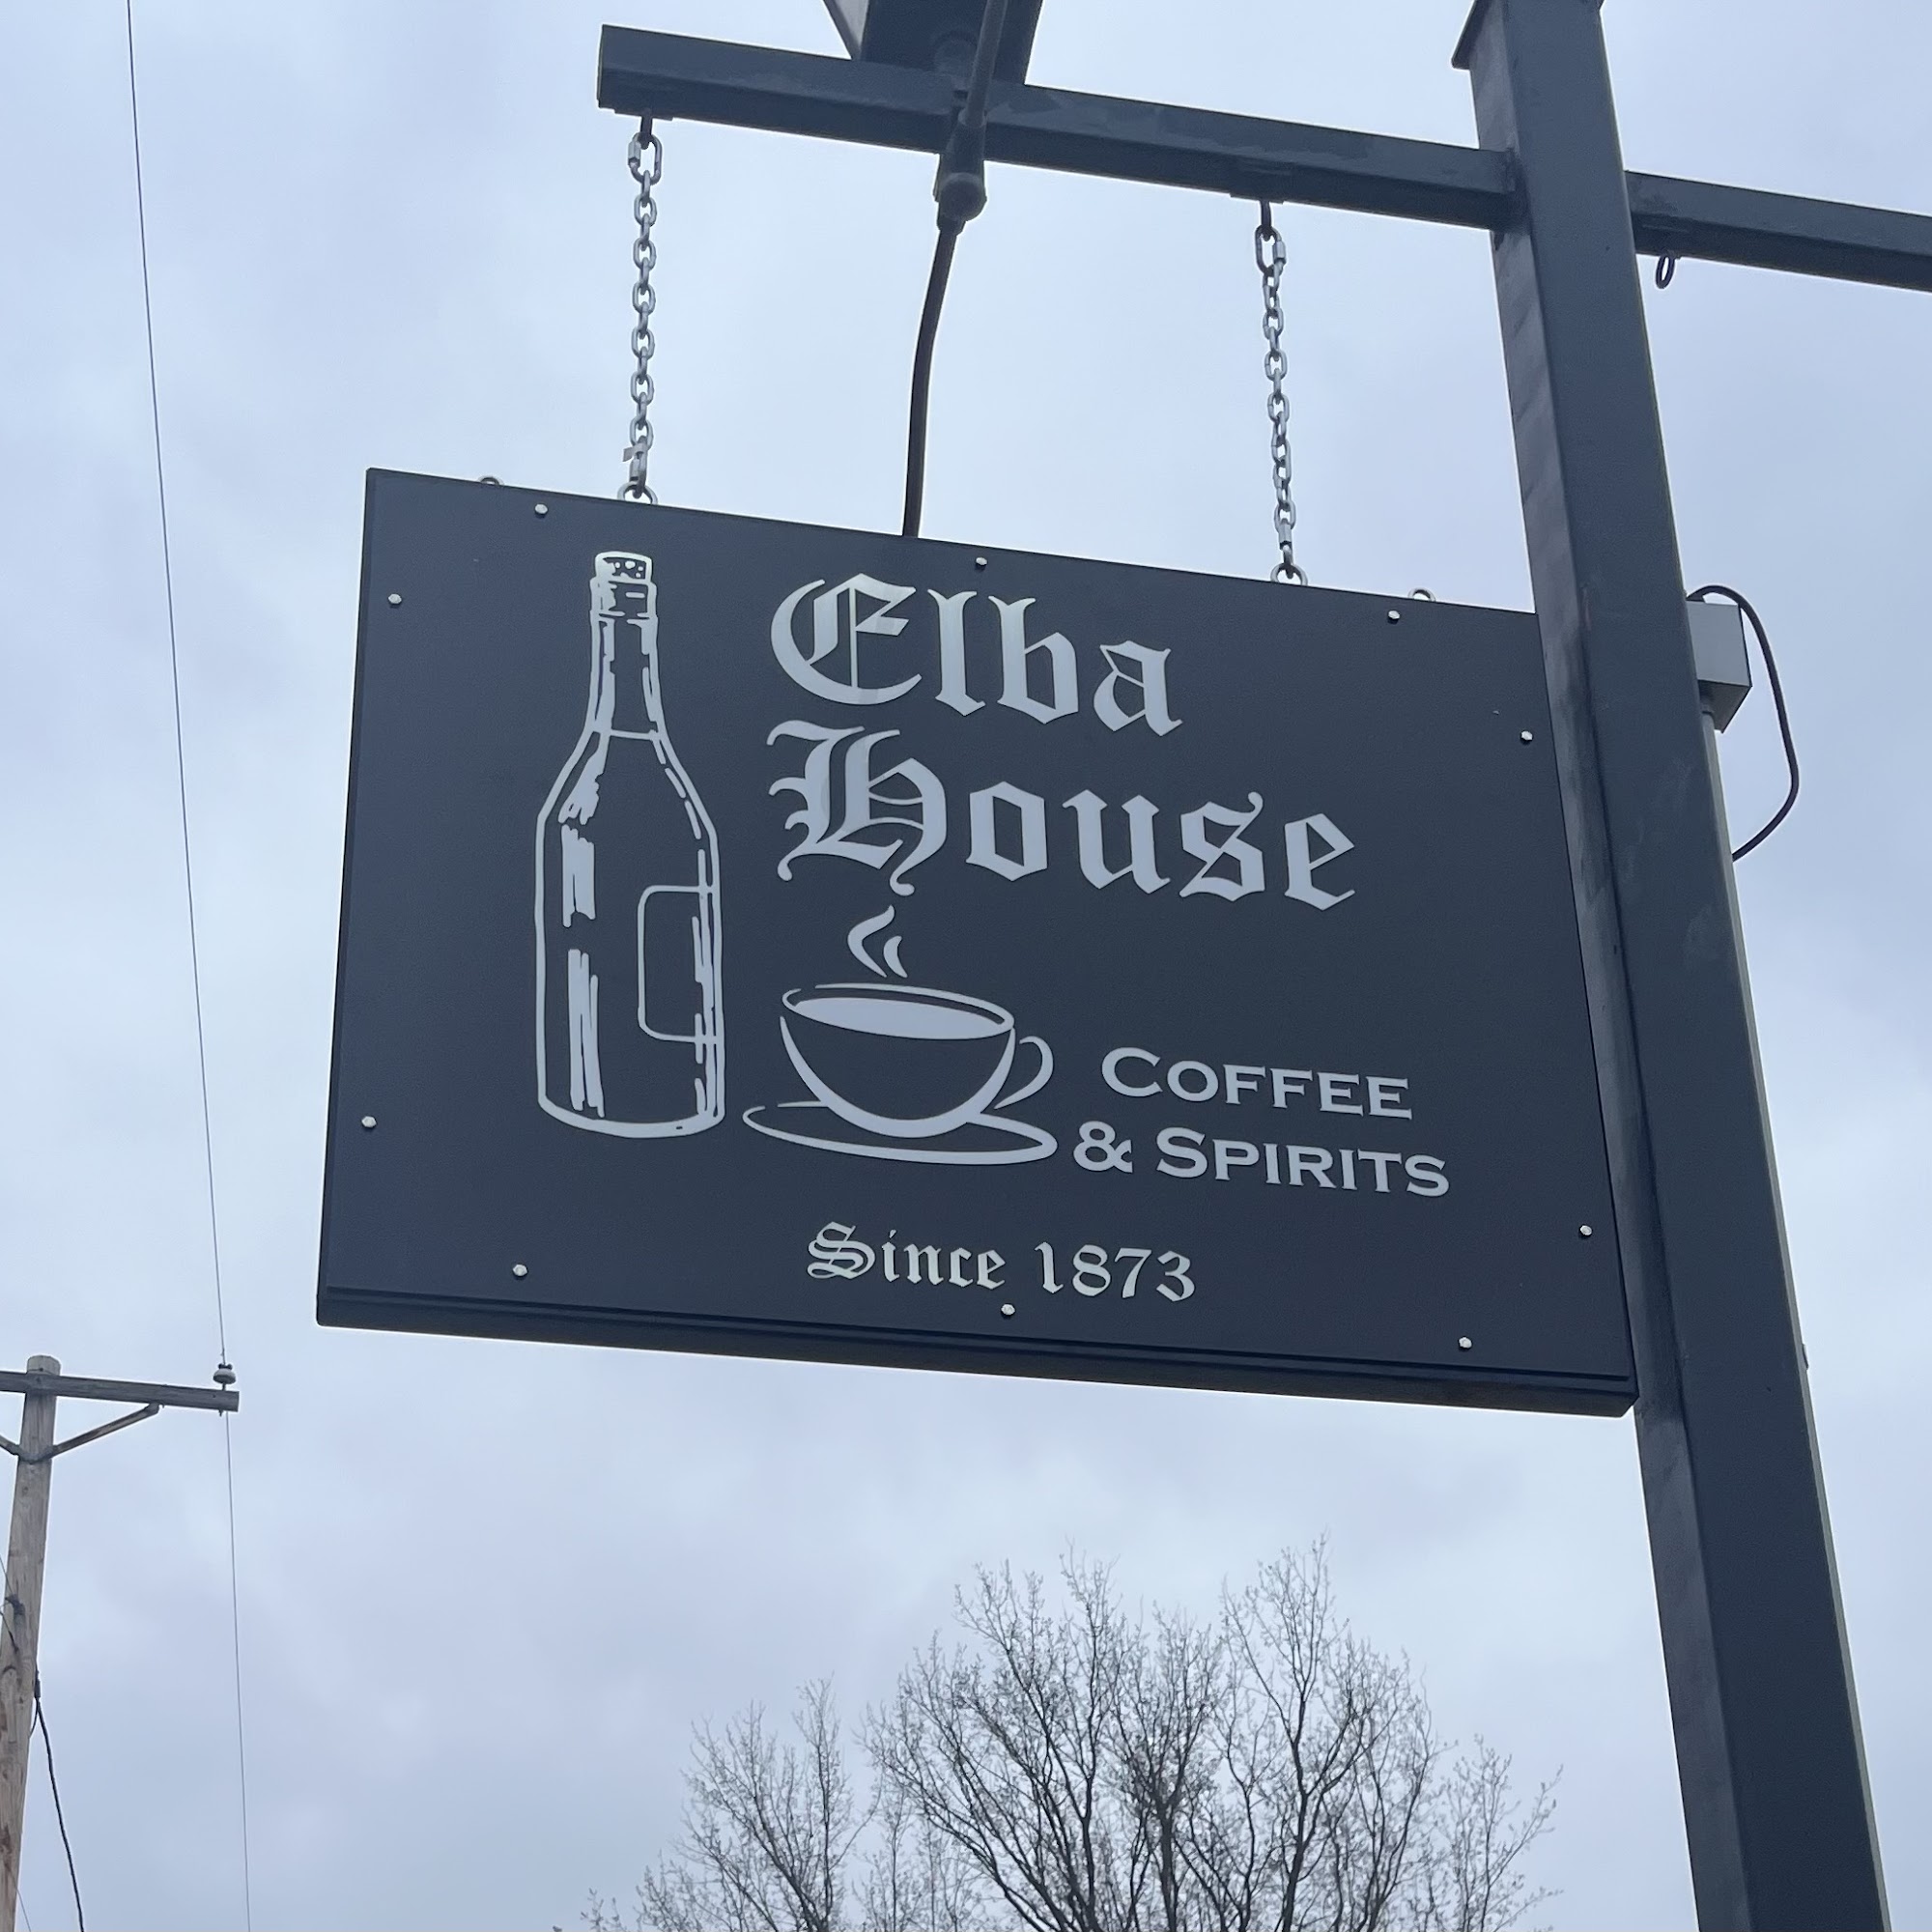 Elba
House
COFFEE
& SPIRITS
Since 1873